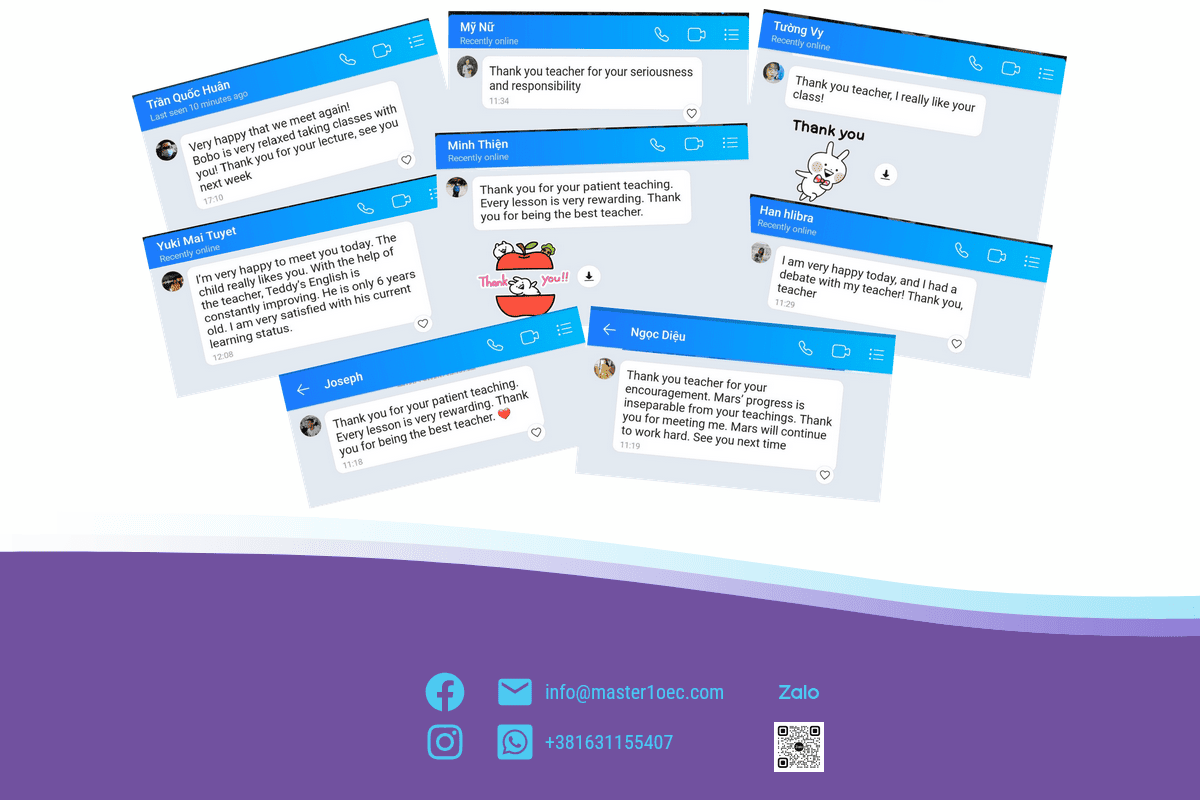 Trần Quốc Huân
Last seen 10 minutes ago
Very happy that we meet again!
Bobo is very relaxed taking classes with
you! Thank you for your lecture, see you
next week
17:10
Mỹ Nữ
Recently online
Thank you teacher for your seriousness
and responsibility
11:34
Tường Vy
Recently online
Thank you teacher, I really like your
class!
Thank you
Minh Thiện
Recently online
Thank you for your patient teaching.
Every lesson is very rewarding. Thank
you for being the best teacher.
Thank you!!
Yuki Mai Tuyet
Recently online
I'm very happy to meet you today. The
child really likes you. With the help of
the teacher, Teddy's English is
constantly improving. He is only 6 years
old. I am very satisfied with his current
learning status.
12:08
Han hlibra
Recently online
I am very happy today, and I had a
debate with my teacher! Thank you,
teacher
11:29
Joseph
Thank you for your patient teaching.
Every lesson is very rewarding. Thank
you for being the best teacher. ❤️
11:18
Ngọc Diệu
Thank you teacher for your
encouragement. Mars' progress is
inseparable from your teachings. Thank
you for meeting me. Mars will continue
to work hard. See you next time
11:19
info@master1oec.com
Zalo
+381631155407